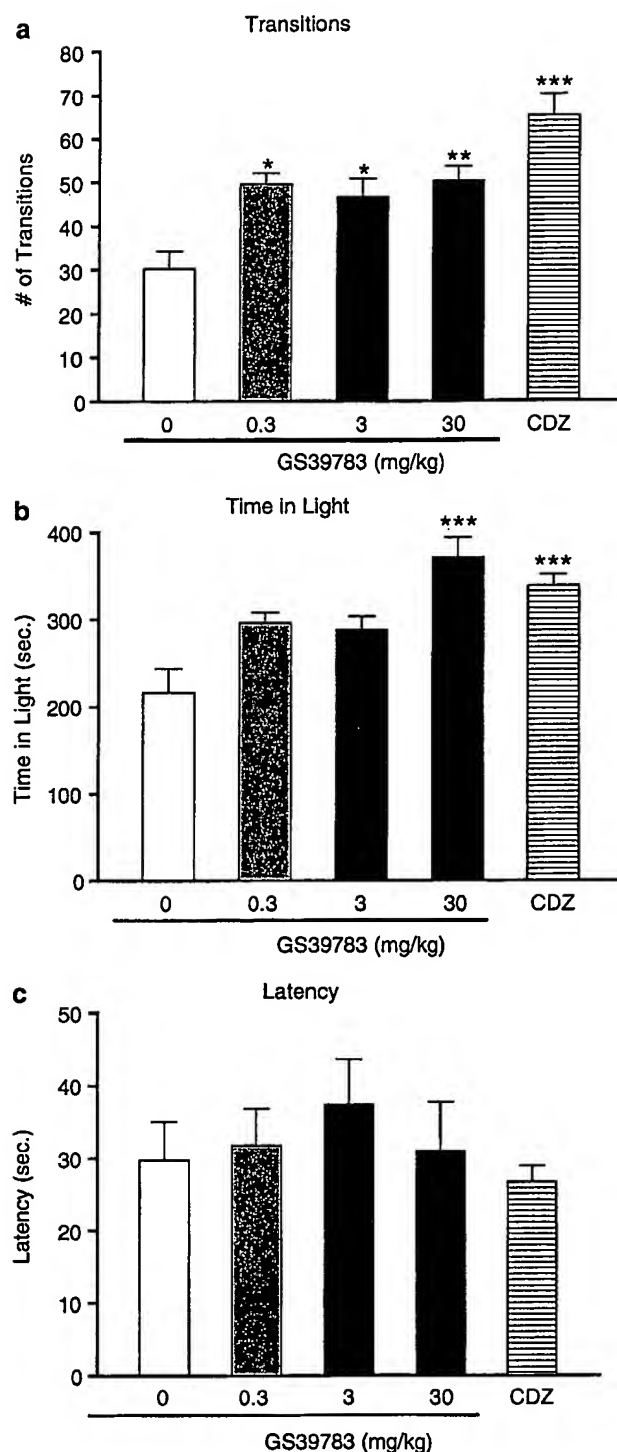 a
Transitions
# of Transitions
80
70
60
50
40
30
20
10
0
*
*
**
***
0 0.3 3 30 CDZ
GS39783 (mg/kg)
b
Time in Light
Time in Light (sec.)
400
300
200
100
0
***
***
0 0.3 3 30 CDZ
GS39783 (mg/kg)
c
Latency
Latency (sec.)
50
40
30
20
10
0
0 0.3 3 30 CDZ
GS39783 (mg/kg)